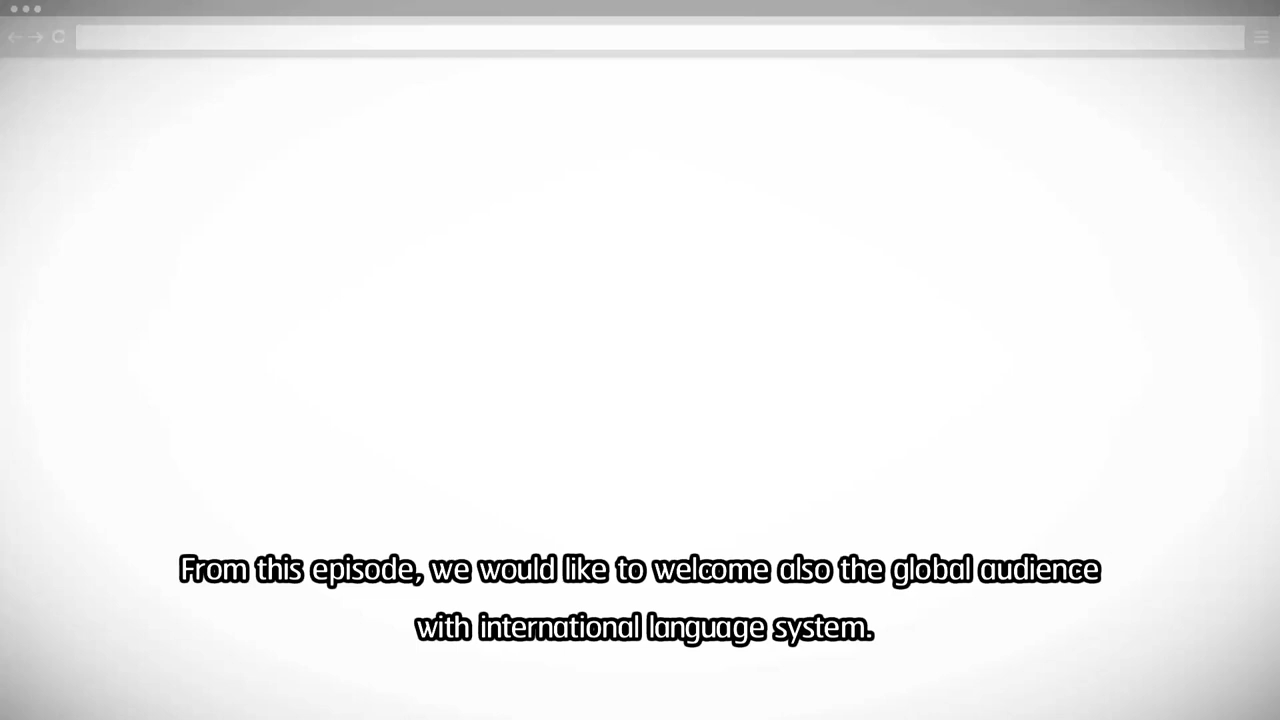 From this episode, we would like to welcome also the global audience
with international language system.